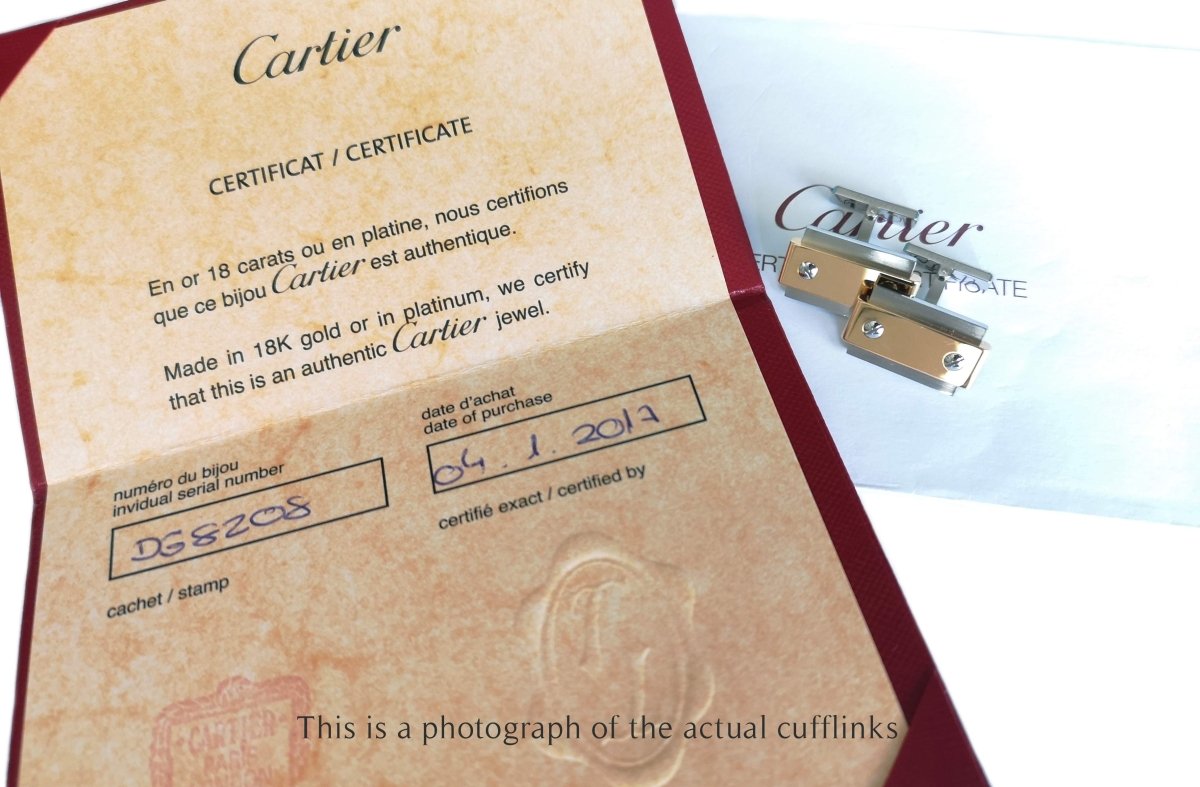 Cartier
CERTIFICAT / CERTIFICATE
En or 18 carats ou en platine, nous certifions
que ce bijou Cartier est authentique.
Made in 18K gold or in platinum, we certify
that this is an authentic Cartier jewel.
numéro du bijou
invidual serial number
DG8208
cachet / stamp
date d'achat
date of purchase
04.1.2017
certifié exact / certified by
CARTIER
PARIS
Cartier
This is a photograph of the actual cufflinks